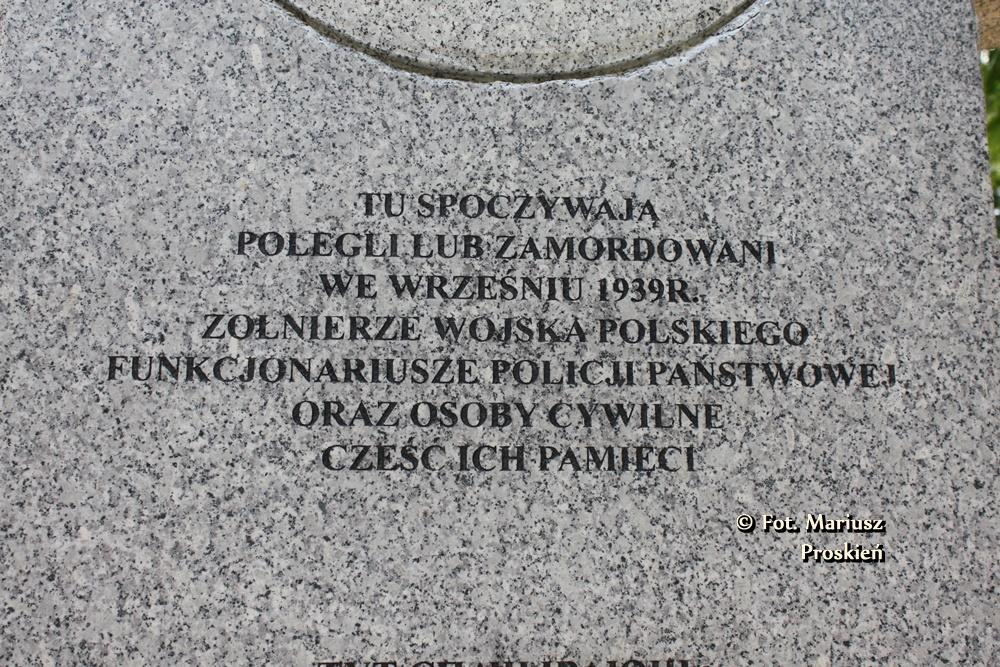 TU SPOCZYWAJĄ
POLEGLI LUB ZAMORDOWANI
WE WRZEŚNIU 1939R.
ŻOŁNIERZE WOJSKA POLSKIEGO
FUNKCJONARIUSZE POLICJI PAŃSTWOWEJ
ORAZ OSOBY CYWILNE
CZEŚĆ ICH PAMIĘCI
© Fot. Mariusz
Proskień